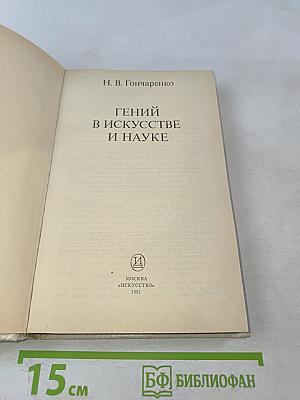 Н. В. Гончаренко
ГЕНИЙ
В ИСКУССТВЕ
И НАУКЕ
МОСКВА
«ИСКУССТВО»
1991
15 см
БФ БИБЛИОФАН